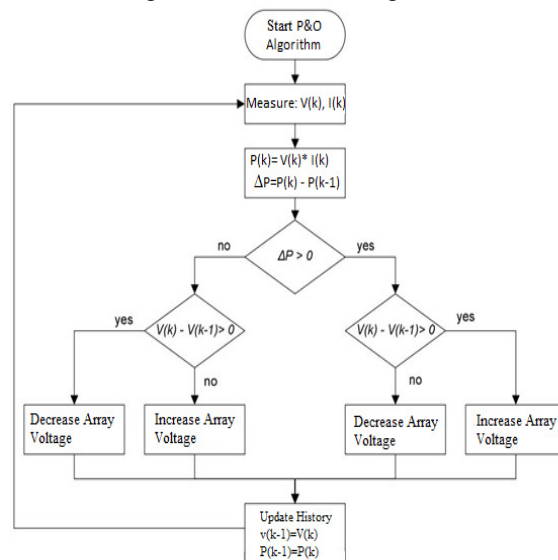 Start P&O
Algorithm
Measure: V(k), I(k)
P(k)= V(k)* I(k)
ΔP=P(k) - P(k-1)
no
yes
ΔP > 0
yes
V(k) - V(k-1)> 0
V(k) - V(k-1)> 0
yes
no
no
Decrease Array
Voltage
Increase Array
Voltage
Decrease Array
Voltage
Increase Array
Voltage
Update History
v(k-1)=V(k)
P(k-1)=P(k)